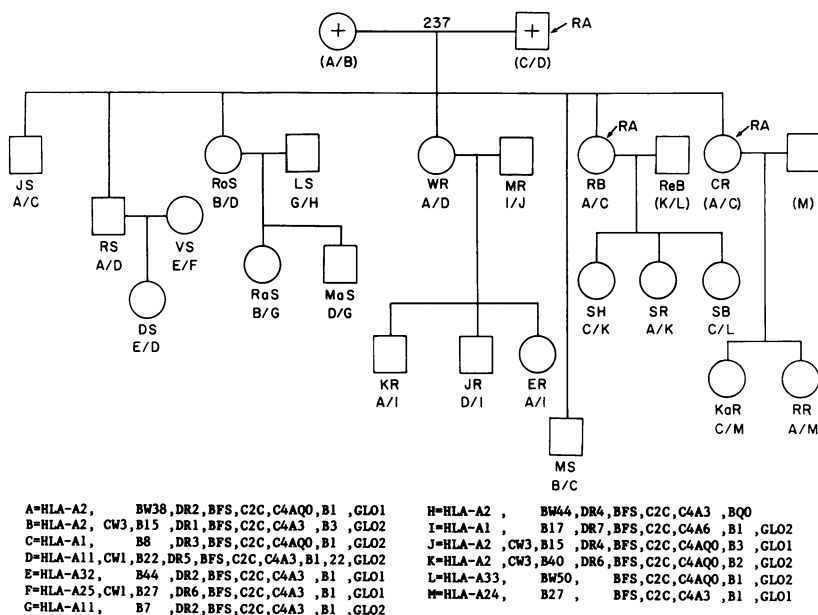 237
RA
(A/B)
(C/D)
RA
RA
JS
A/C
RoS
B/D
LS
G/H
WR
A/D
MR
I/J
RB
A/C
ReB
(K/L)
CR
(A/C)
(M)
RS
A/D
VS
E/F
RaS
B/G
MaS
D/G
SH
C/K
SR
A/K
SB
C/L
DS
E/D
KR
A/I
JR
D/I
ER
A/I
KaR
C/M
RR
A/M
MS
B/C
A=HLA-A2, BW38,DR2,BFS,C2C,C4AQ0,B1 ,GLO1
B=HLA-A2, CW3,B15 ,DR1,BFS,C2C,C4A3 ,B3 ,GLO2
C=HLA-A1, B8 ,DR3,BFS,C2C,C4AQ0,B1 ,GLO2
D=HLA-A11,CW1,B22,DR5,BFS,C2C,C4A3,B1,22,GLO2
E=HLA-A32, B44 ,DR2,BFS,C2C,C4A3 ,B1 ,GLO1
F=HLA-A25,CW1,B27 ,DR6,BFS,C2C,C4A3 ,B1 ,GLO1
G=HLA-A11, B7 ,DR2,BFS,C2C,C4A3 ,B1 ,GLO2
H=HLA-A2 , BW44,DR4,BFS,C2C,C4A3 ,BQ0
I=HLA-A1 , B17 ,DR7,BFS,C2C,C4A6 ,B1 ,GLO2
J=HLA-A2 ,CW3,B15 ,DR4,BFS,C2C,C4AQ0,B3 ,GLO1
K=HLA-A2 ,CW3,B40 ,DR6,BFS,C2C,C4AQ0,B2 ,GLO2
L=HLA-A33, BW50, BFS,C2C,C4AQ0,B1 ,GLO2
M=HLA-A24, B27 , BFS,C2C,C4A3 ,B1 ,GLO1